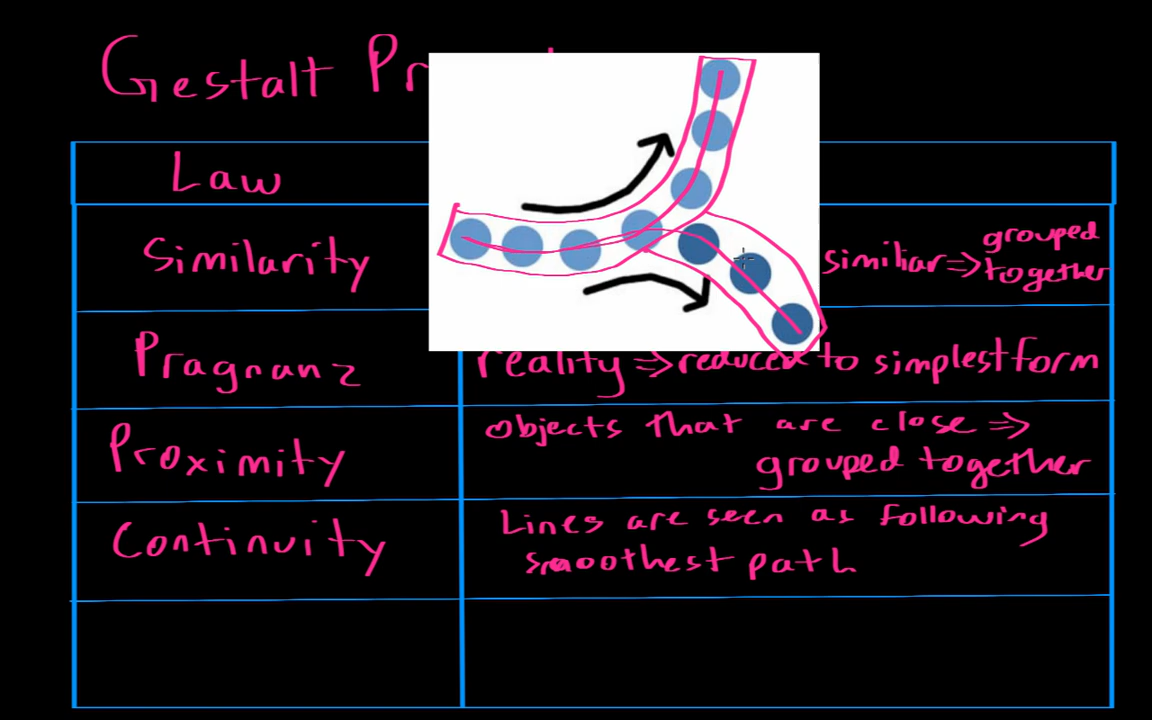 Gestalt Pr
Law
Similarity
similiar => grouped
together
Pragnanz
reality => reduced to simplest form
Proximity
objects that are close =>
grouped together
Continuity
Lines are seen as following
smoothest path